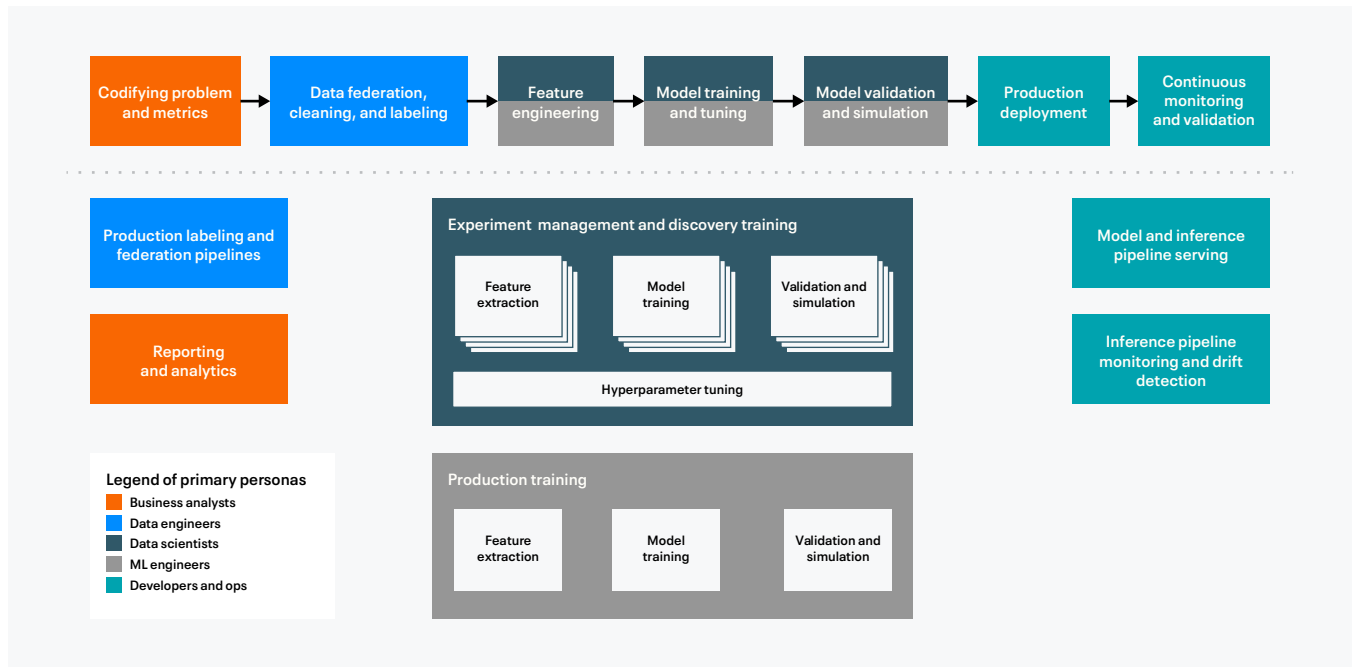 Codifying problem
and metrics
Data federation,
cleaning, and labeling
Feature
engineering
Model training
and tuning
Model validation
and simulation
Production
deployment
Continuous
monitoring
and validation
Production labeling and
federation pipelines
Reporting
and analytics
Experiment management and discovery training
Feature
extraction
Model
training
Validation and
simulation
Hyperparameter tuning
Model and inference
pipeline serving
Inference pipeline
monitoring and drift
detection
Legend of primary personas
Business analysts
Data engineers
Data scientists
ML engineers
Developers and ops
Production training
Feature
extraction
Model
training
Validation and
simulation